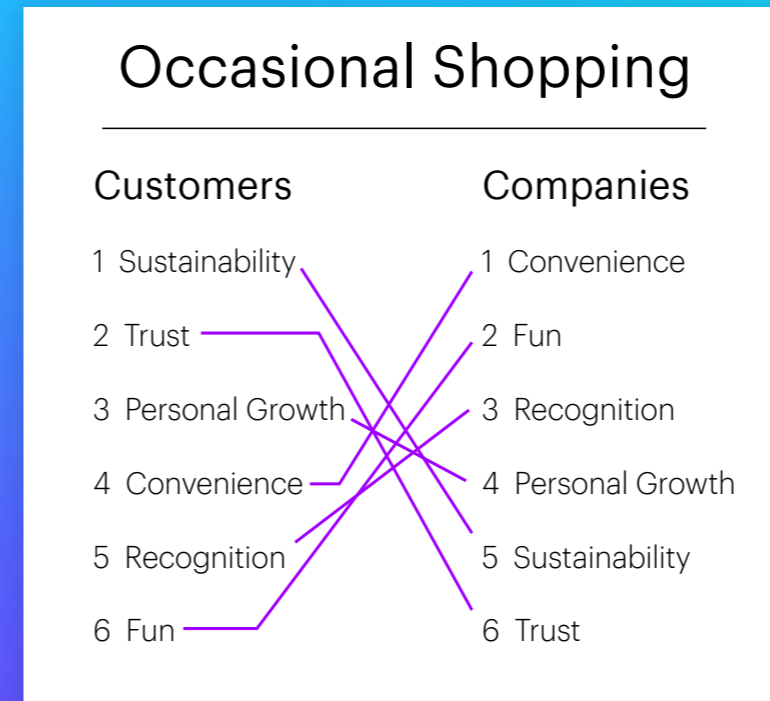 Occasional Shopping
Customers
1 Sustainability
2 Trust
3 Personal Growth
4 Convenience
5 Recognition
6 Fun
Companies
1 Convenience
2 Fun
3 Recognition
4 Personal Growth
5 Sustainability
6 Trust